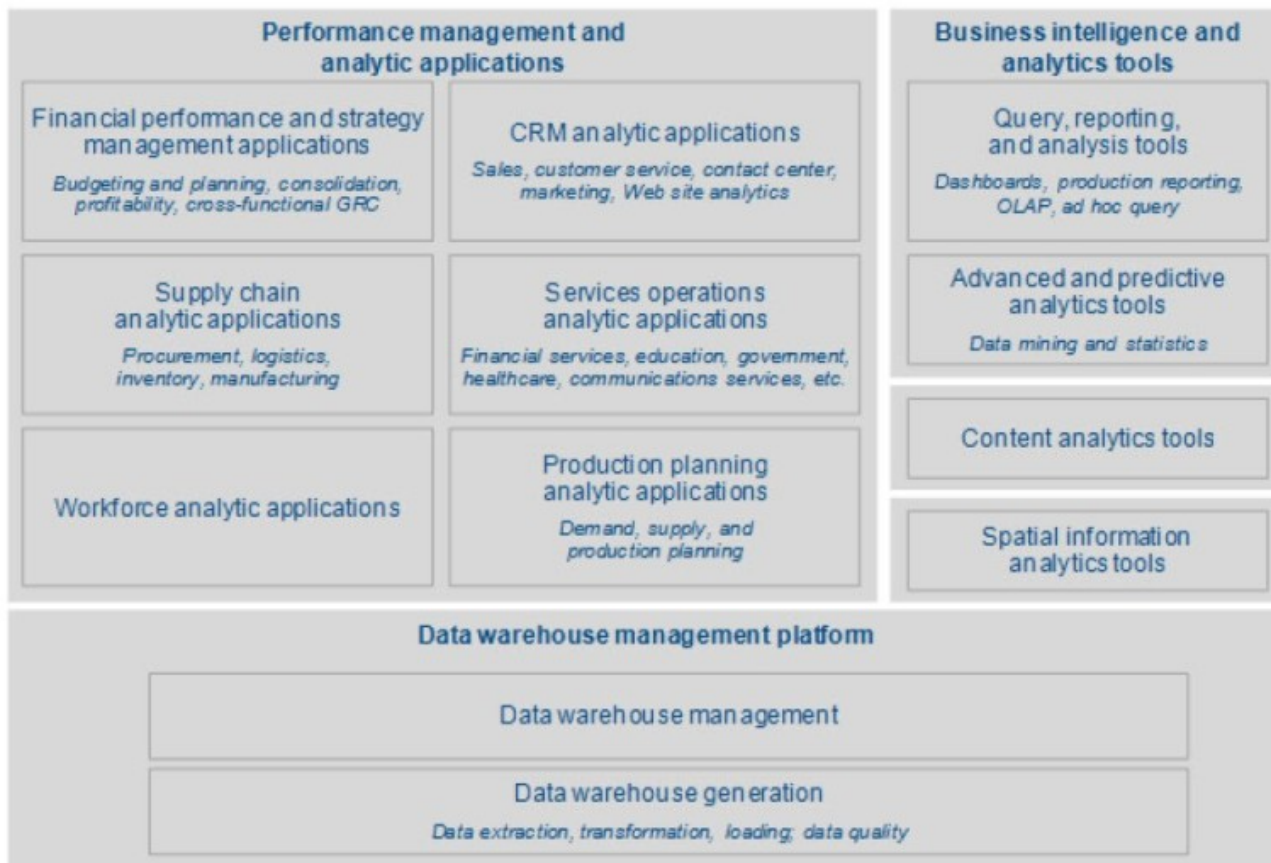 Performance management and
analytic applications
Financial performance and strategy
management applications
Budgeting and planning, consolidation,
profitability, cross-functional GRC
CRM analytic applications
Sales, customer service, contact center,
marketing, Web site analytics
Supply chain
analytic applications
Procurement, logistics,
inventory, manufacturing
Services operations
analytic applications
Financial services, education, government,
healthcare, communications services, etc.
Workforce analytic applications
Production planning
analytic applications
Demand, supply, and
production planning
Business intelligence and
analytics tools
Query, reporting,
and analysis tools
Dashboards, production reporting,
OLAP, ad hoc query
Advanced and predictive
analytics tools
Data mining and statistics
Content analytics tools
Spatial information
analytics tools
Data warehouse management platform
Data warehouse management
Data warehouse generation
Data extraction, transformation, loading; data quality